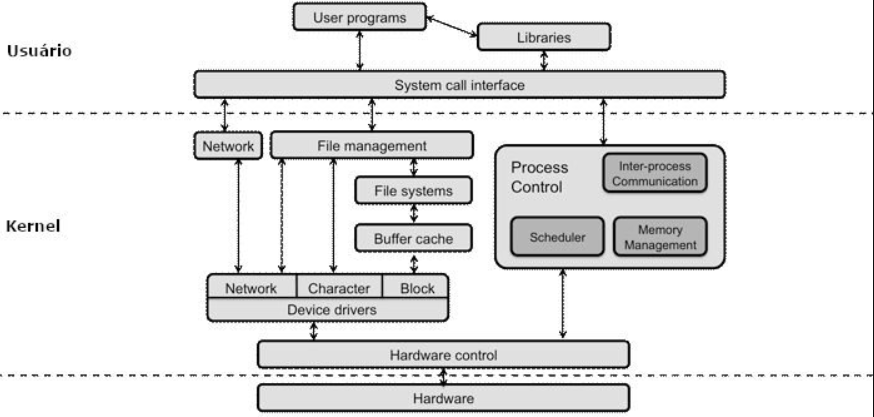 User programs
Libraries
Usuário
System call interface
Network
File management
Process
Control
Inter-process
Communication
File systems
Kernel
Scheduler
Memory
Management
Buffer cache
Network
Character
Block
Device drivers
Hardware control
Hardware